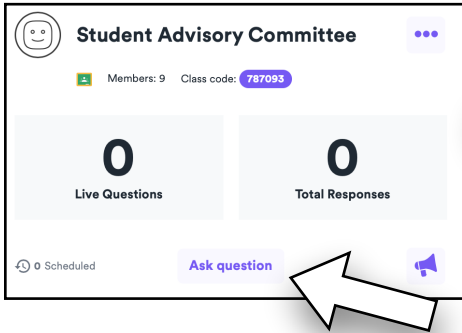 Student Advisory Committee
Members: 9 Class code: 787093
0 0
Live Questions Total Responses
0 Scheduled Ask question